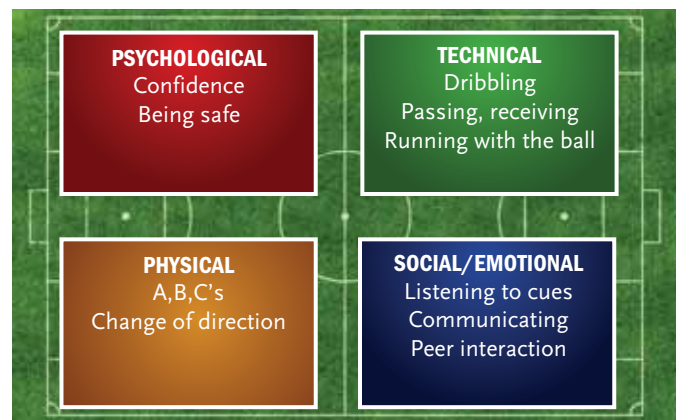 PSYCHOLOGICAL
Confidence
Being safe
TECHNICAL
Dribbling
Passing, receiving
Running with the ball
PHYSICAL
A,B,C's
Change of direction
SOCIAL/EMOTIONAL
Listening to cues
Communicating
Peer interaction